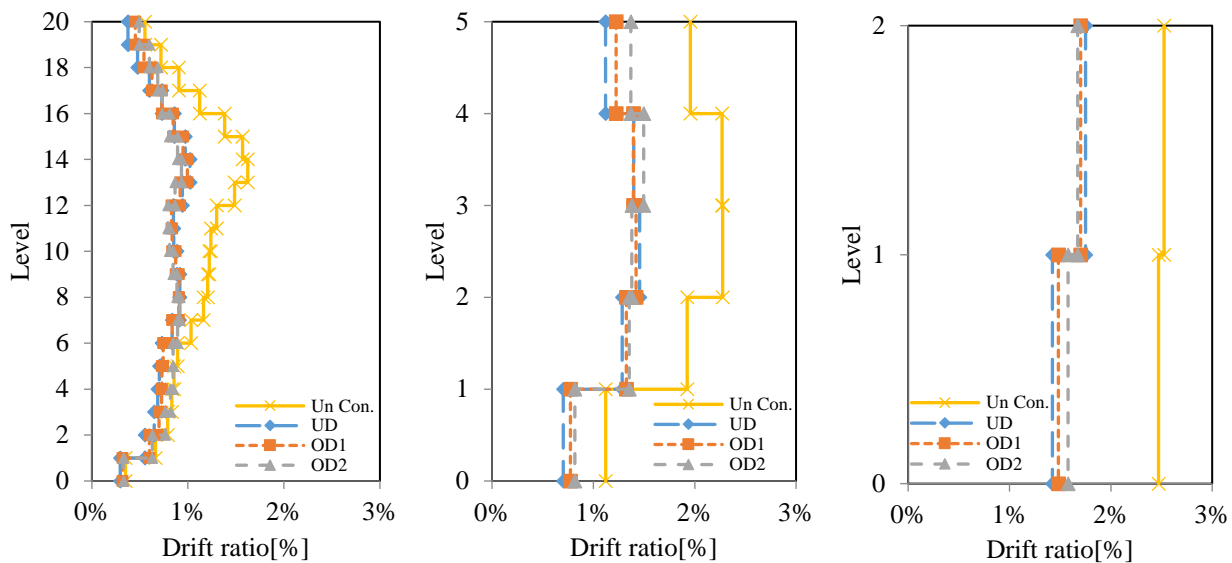 20
18
16
14
12
10
8
6
4
2
0
Level
0% 1% 2% 3%
Drift ratio[%]
Un Con.
UD
OD1
OD2
5
4
3
2
1
0
Level
0% 1% 2% 3%
Drift ratio[%]
Un Con.
UD
OD1
OD2
2
1
0
Level
0% 1% 2% 3%
Drift ratio[%]
Un Con.
UD
OD1
OD2